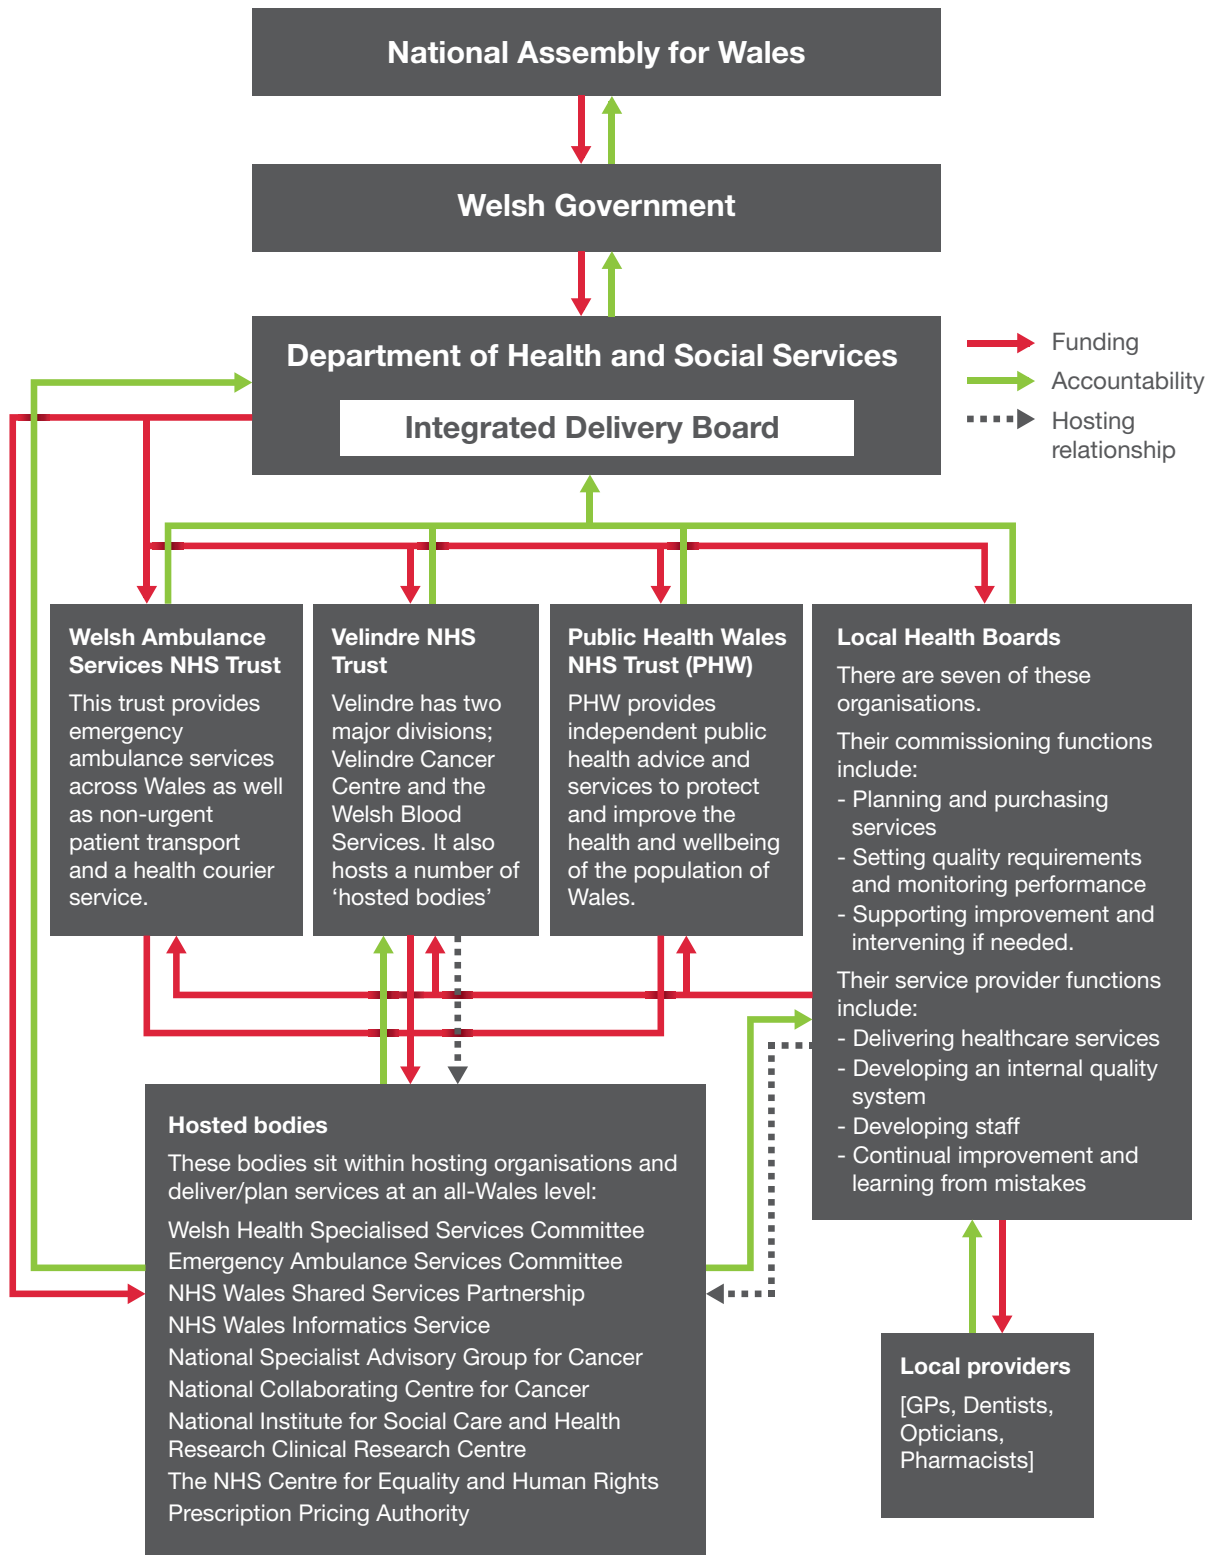 National Assembly for Wales
Welsh Government
Department of Health and Social Services
Integrated Delivery Board
Funding
Accountability
Hosting
relationship
Welsh Ambulance
Services NHS Trust
This trust provides
emergency
ambulance services
across Wales as well
as non-urgent
patient transport
and a health courier
service.
Velindre NHS
Trust
Velindre has two
major divisions;
Velindre Cancer
Centre and the
Welsh Blood
Services. It also
hosts a number of
‘hosted bodies’
Public Health Wales
NHS Trust (PHW)
PHW provides
independent public
health advice and
services to protect
and improve the
health and wellbeing
of the population of
Wales.
Local Health Boards
There are seven of these
organisations.
Their commissioning functions
include:
- Planning and purchasing
services
- Setting quality requirements
and monitoring performance
- Supporting improvement and
intervening if needed.
Their service provider functions
include:
- Delivering healthcare services
- Developing an internal quality
system
- Developing staff
- Continual improvement and
learning from mistakes
Hosted bodies
These bodies sit within hosting organisations and
deliver/plan services at an all-Wales level:
Welsh Health Specialised Services Committee
Emergency Ambulance Services Committee
NHS Wales Shared Services Partnership
NHS Wales Informatics Service
National Specialist Advisory Group for Cancer
National Collaborating Centre for Cancer
National Institute for Social Care and Health
Research Clinical Research Centre
The NHS Centre for Equality and Human Rights
Prescription Pricing Authority
Local providers
[GPs, Dentists,
Opticians,
Pharmacists]